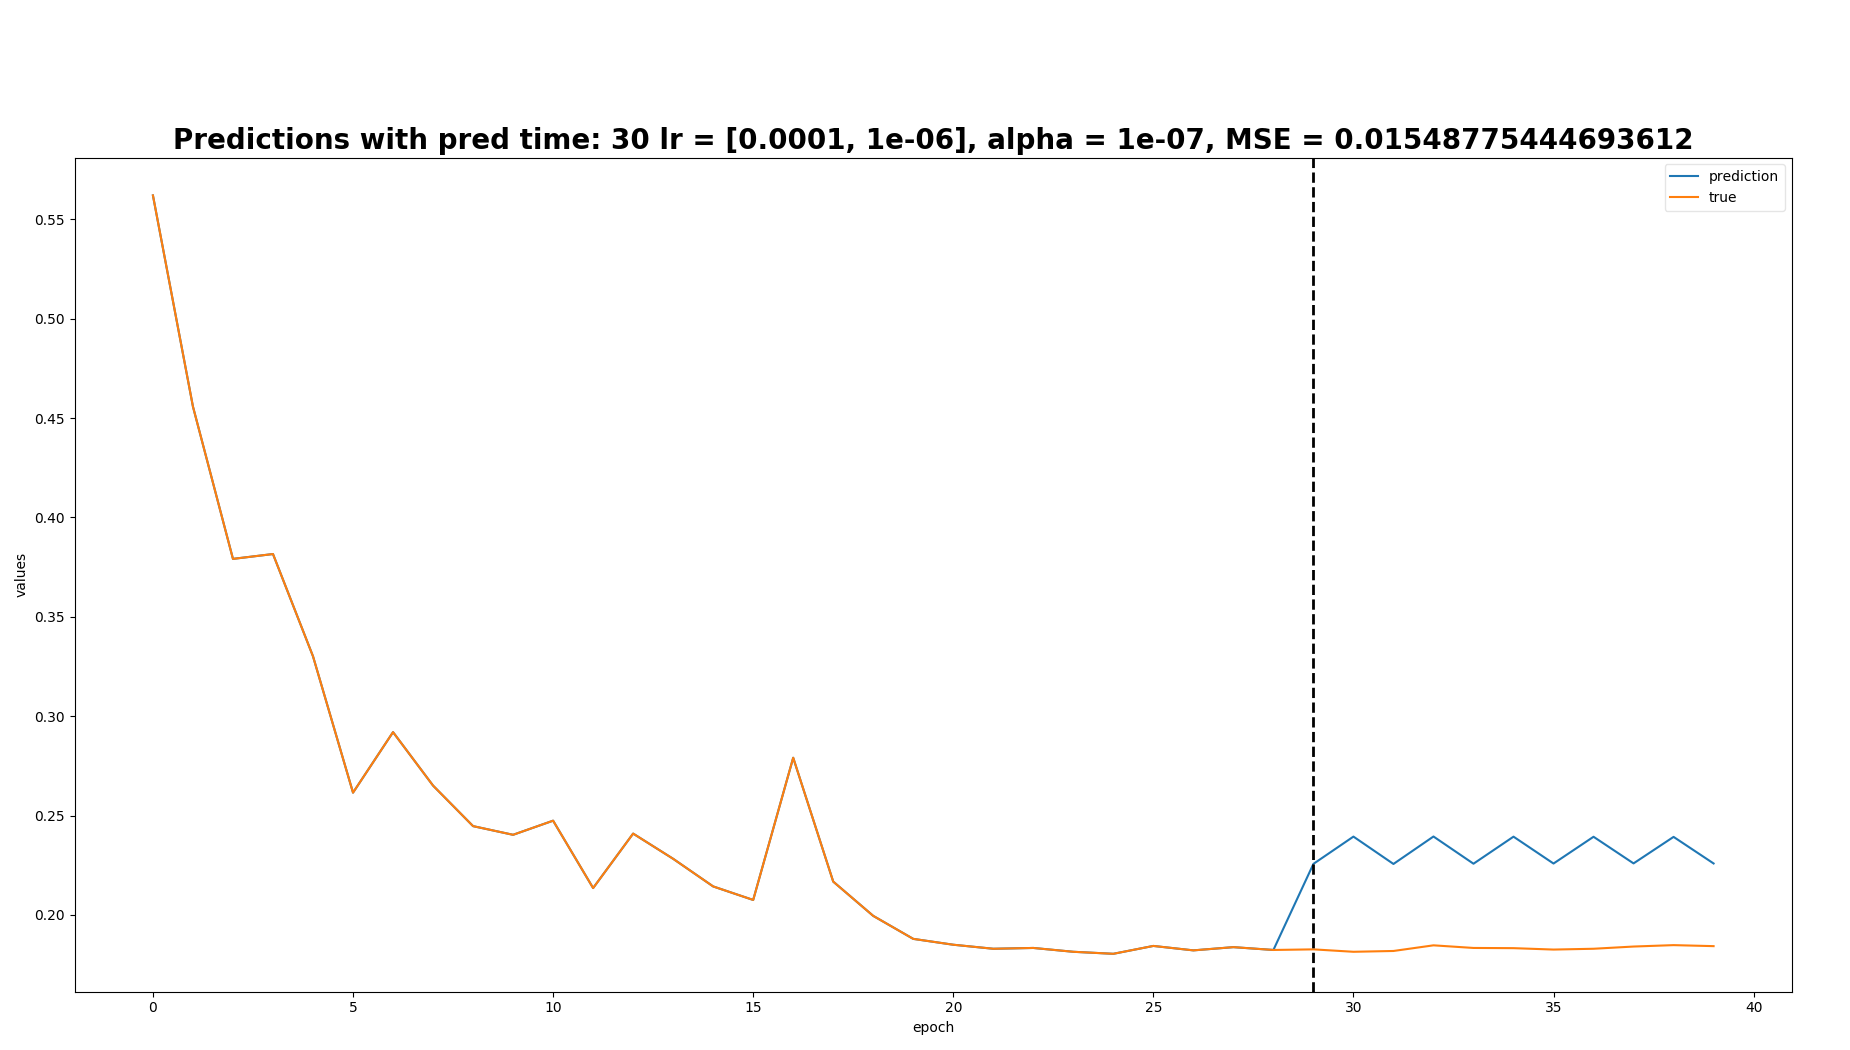 Predictions with pred time: 30 lr = [0.0001, 1e-06], alpha = 1e-07, MSE = 0.01548775444693612
prediction
true
0.55
0.50
0.45
0.40
0.35
0.30
0.25
0.20
values
0 5 10 15 20 25 30 35 40
epoch